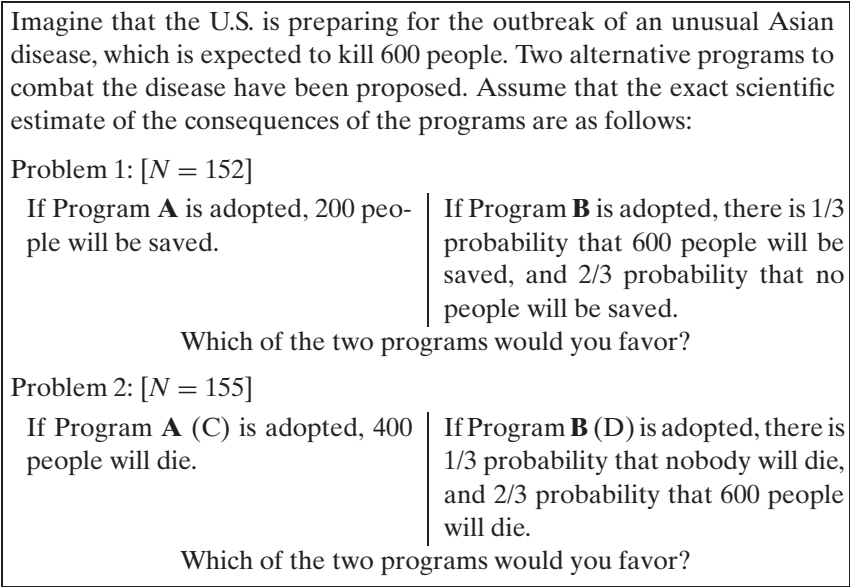 Imagine that the U.S. is preparing for the outbreak of an unusual Asian
disease, which is expected to kill 600 people. Two alternative programs to
combat the disease have been proposed. Assume that the exact scientific
estimate of the consequences of the programs are as follows:
Problem 1: [N = 152]
If Program A is adopted, 200 peo-
ple will be saved.
If Program B is adopted, there is 1/3
probability that 600 people will be
saved, and 2/3 probability that no
people will be saved.
Which of the two programs would you favor?
Problem 2: [N = 155]
If Program A (C) is adopted, 400
people will die.
If Program B (D) is adopted, there is
1/3 probability that nobody will die,
and 2/3 probability that 600 people
will die.
Which of the two programs would you favor?